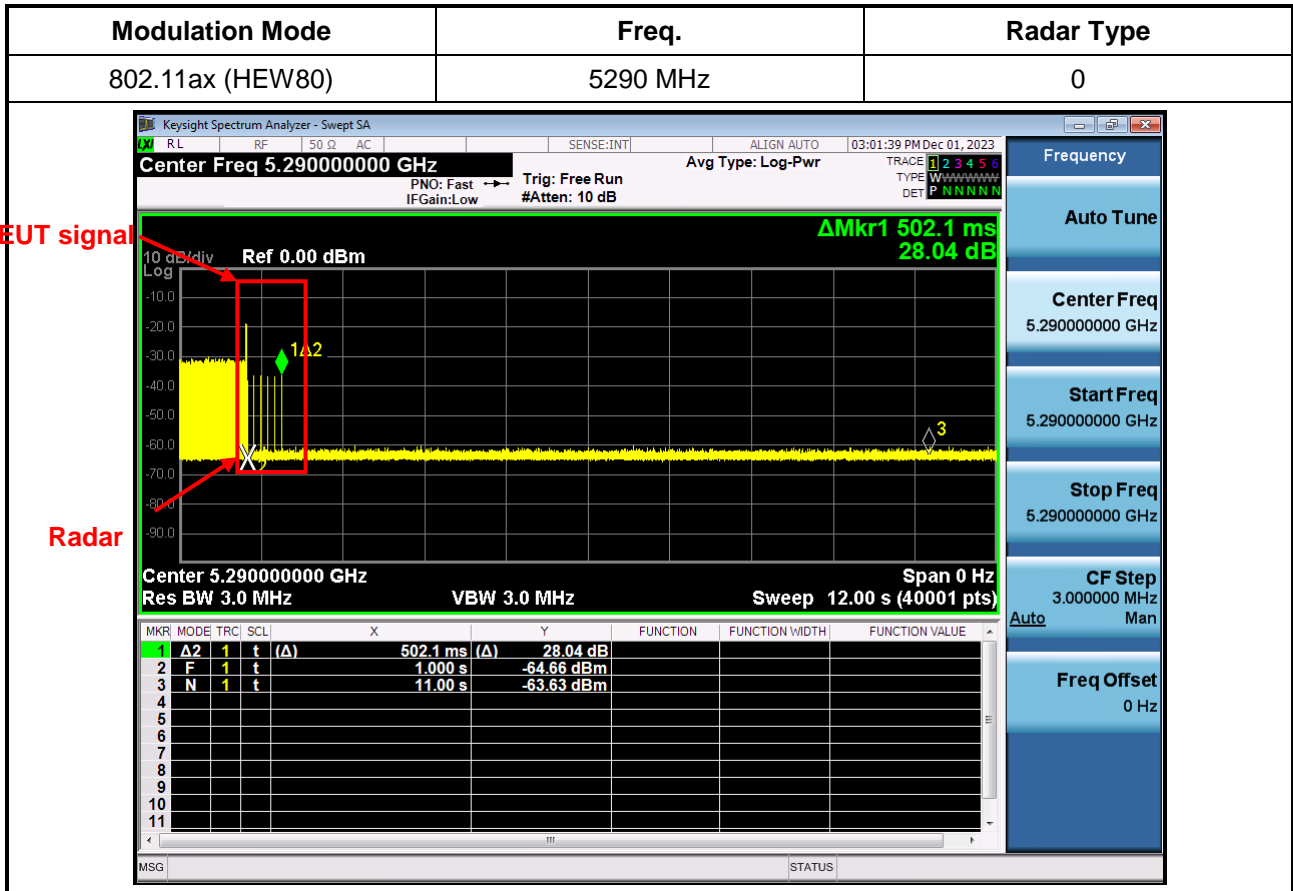 Modulation Mode Freq. Radar Type
802.11ax (HEW80) 5290 MHz 0
Keysight Spectrum Analyzer - Swept SA
LXI RL RF 50 Ω AC SENSE:INT ALIGN AUTO 03:01:39 PM Dec 01, 2023
Center Freq 5.290000000 GHz Avg Type: Log-Pwr TRACE 1 2 3 4 5 6
PNO: Fast Trig: Free Run TYPE WWWWWW
IFGain:Low #Atten: 10 dB DET P N N N N N
Frequency
Auto Tune
Center Freq
5.290000000 GHz
Start Freq
5.290000000 GHz
Stop Freq
5.290000000 GHz
CF Step
3.000000 MHz
Auto Man
Freq Offset
0 Hz
EUT signal
ΔMkr1 502.1 ms
28.04 dB
10 dB/div Ref 0.00 dBm
Log
-10.0
-20.0
-30.0
1Δ2
-40.0
-50.0
3
-60.0
X2
-70.0
-80.0
-90.0
Radar
Center 5.290000000 GHz Span 0 Hz
Res BW 3.0 MHz VBW 3.0 MHz Sweep 12.00 s (40001 pts)
MKR MODE TRC SCL X Y FUNCTION FUNCTION WIDTH FUNCTION VALUE
1 Δ2 1 t (Δ) 502.1 ms (Δ) 28.04 dB
2 F 1 t 1.000 s -64.66 dBm
3 N 1 t 11.00 s -63.63 dBm
4
5
6
7
8
9
10
11
MSG STATUS